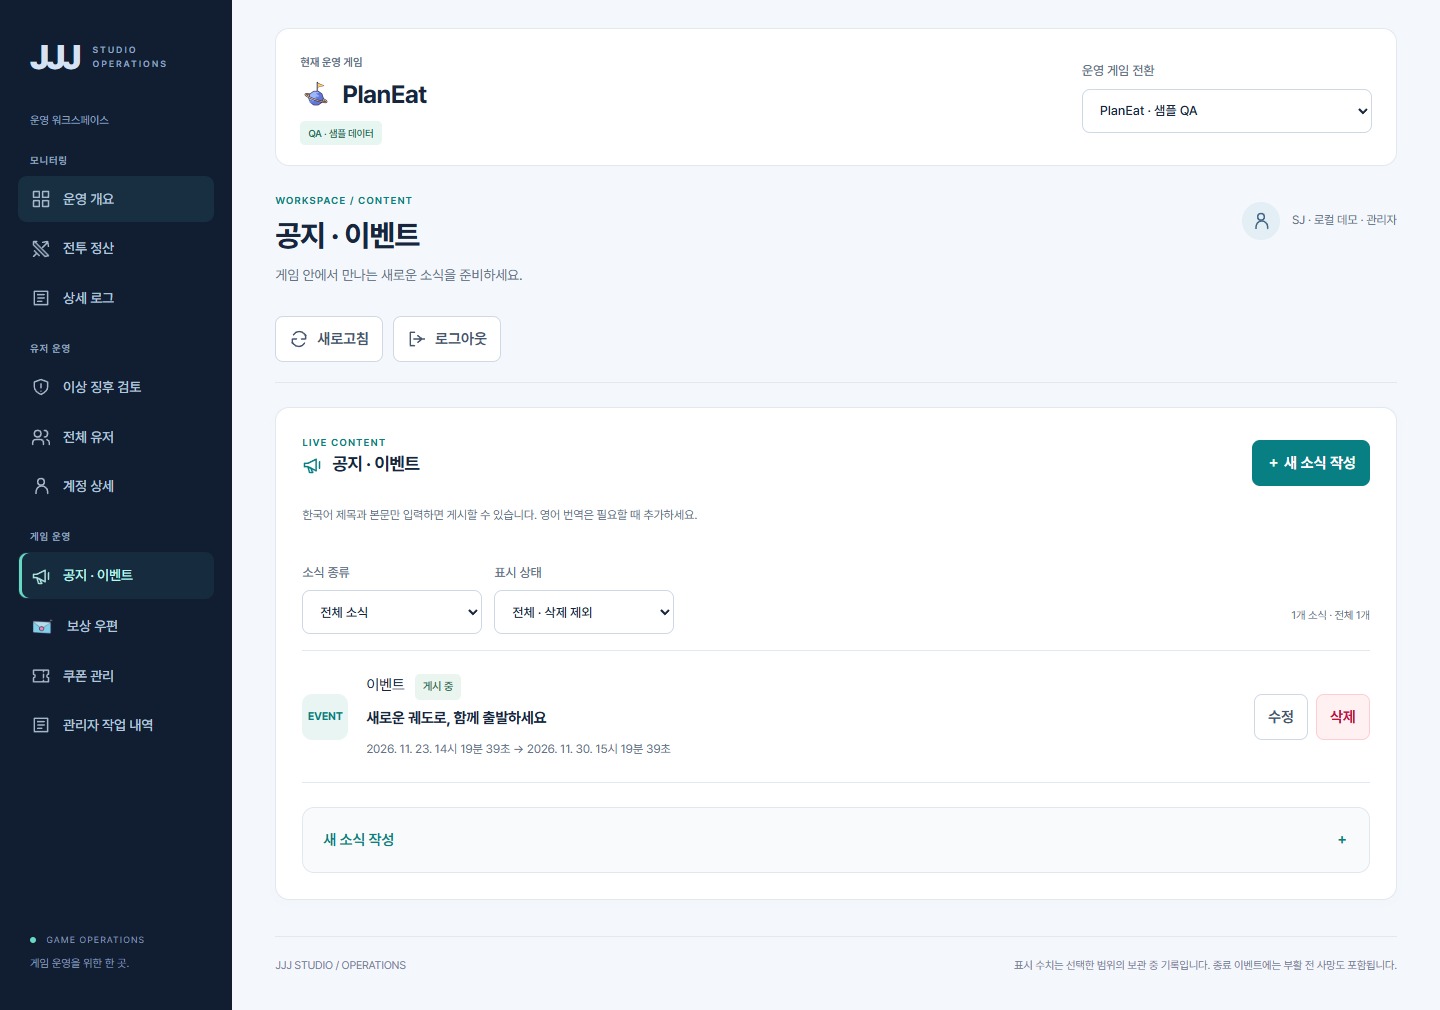 JJJ STUDIO
OPERATIONS
운영 워크스페이스
모니터링
운영 개요
전투 정산
상세 로그
유저 운영
이상 징후 검토
전체 유저
계정 상세
게임 운영
공지 · 이벤트
보상 우편
쿠폰 관리
관리자 작업 내역
GAME OPERATIONS
게임 운영을 위한 한 곳.
현재 운영 게임
PlanEat
QA · 샘플 데이터
운영 게임 전환
PlanEat · 샘플 QA
WORKSPACE / CONTENT
공지 · 이벤트
게임 안에서 만나는 새로운 소식을 준비하세요.
SJ · 로컬 데모 · 관리자
새로고침
로그아웃
LIVE CONTENT
공지 · 이벤트
+ 새 소식 작성
한국어 제목과 본문만 입력하면 게시할 수 있습니다. 영어 번역은 필요할 때 추가하세요.
소식 종류
전체 소식
표시 상태
전체 · 삭제 제외
1개 소식 · 전체 1개
EVENT
이벤트 게시 중
새로운 궤도로, 함께 출발하세요
2026. 11. 23. 14시 19분 39초 → 2026. 11. 30. 15시 19분 39초
수정
삭제
새 소식 작성 +
JJJ STUDIO / OPERATIONS
표시 수치는 선택한 범위의 보관 중 기록입니다. 종료 이벤트에는 부활 전 사망도 포함됩니다.